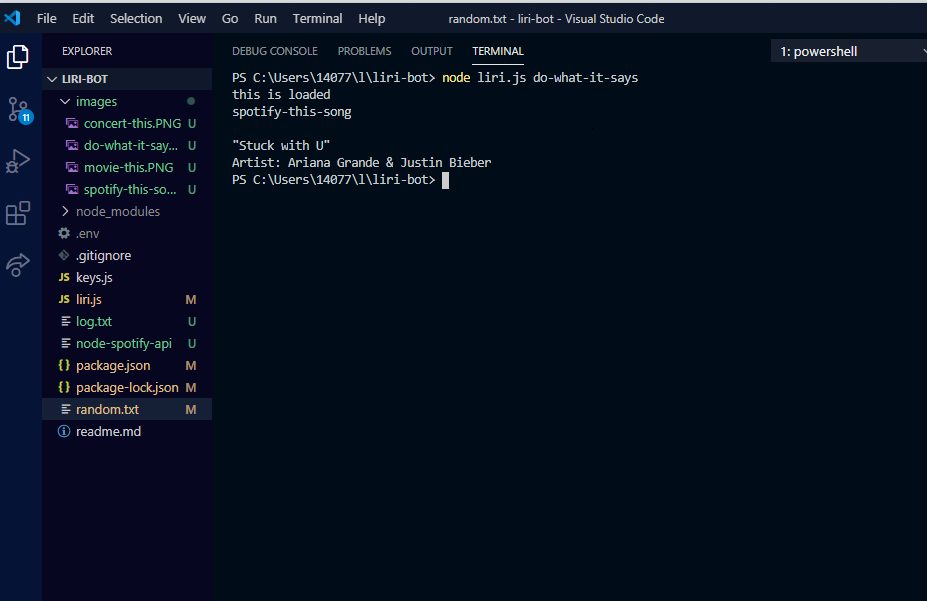 File Edit Selection View Go Run Terminal Help random.txt - liri-bot - Visual Studio Code
EXPLORER
LIRI-BOT
images
concert-this.PNG U
do-what-it-say... U
movie-this.PNG U
spotify-this-so... U
node_modules
.env
.gitignore
JS keys.js
JS liri.js M
log.txt U
node-spotify-api U
{} package.json M
{} package-lock.json M
random.txt M
readme.md
11
DEBUG CONSOLE PROBLEMS OUTPUT TERMINAL 1: powershell
PS C:\Users\14077\l\liri-bot> node liri.js do-what-it-says
this is loaded
spotify-this-song
"Stuck with U"
Artist: Ariana Grande & Justin Bieber
PS C:\Users\14077\l\liri-bot>